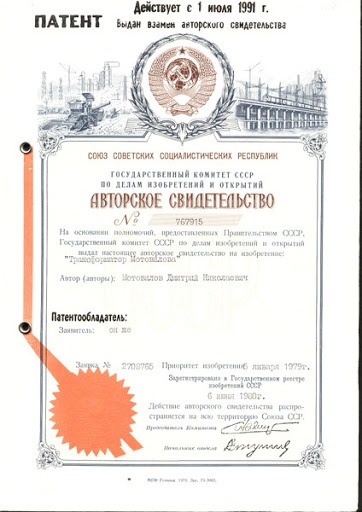 Действует с 1 июля 1991 г.
ПАТЕНТ Выдан взамен авторского свидетельства
СОЮЗ СОВЕТСКИХ СОЦИАЛИСТИЧЕСКИХ РЕСПУБЛИК
ГОСУДАРСТВЕННЫЙ КОМИТЕТ СССР
ПО ДЕЛАМ ИЗОБРЕТЕНИЙ И ОТКРЫТИЙ
АВТОРСКОЕ СВИДЕТЕЛЬСТВО
№ 767915
На основании полномочий, предоставленных Правительством СССР,
Государственный комитет СССР по делам изобретений и открытий
выдал настоящее авторское свидетельство на изобретение:
"Трансформатор Мотовилова"
Автор (авторы): Мотовилов Дмитрий Николаевич
Патентообладатель:
Заявитель: он же
Заявка № 2708765 Приоритет изобретения 5 января 1979г.
Зарегистрировано в Государственном реестре
изобретений СССР
6 июня 1980г.
Действие авторского свидетельства распро-
страняется на всю территорию Союза ССР.
Председатель Комитета
Начальник отдела